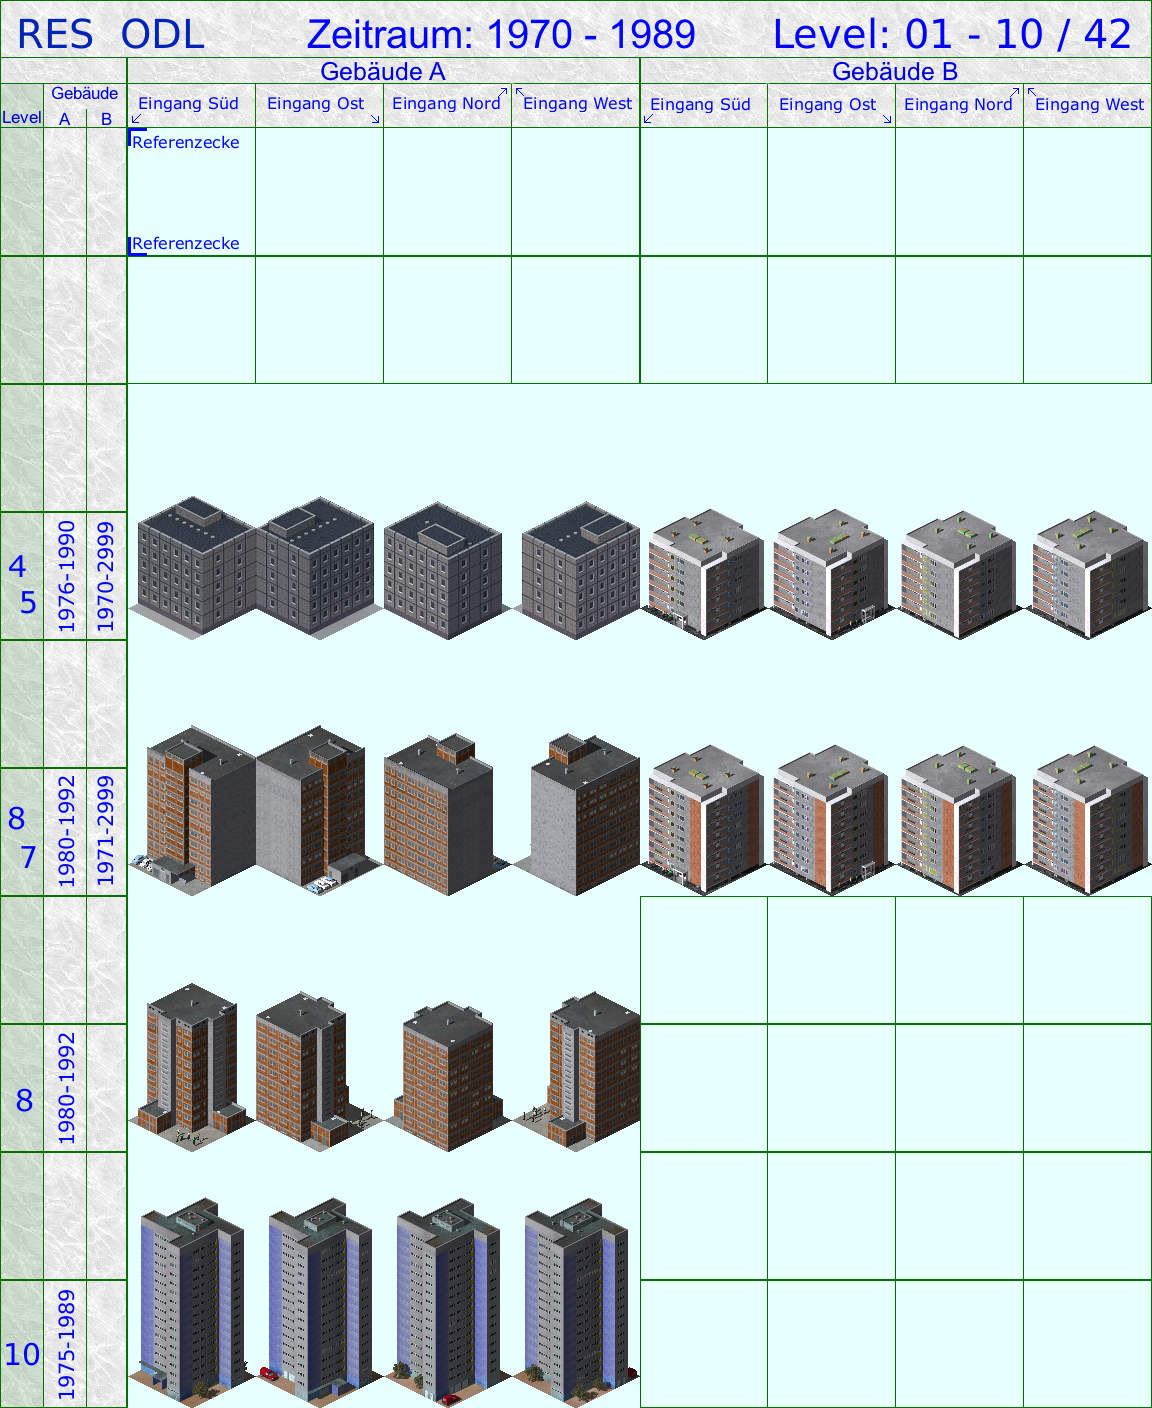 RES ODL Zeitraum: 1970 - 1989 Level: 01 - 10 / 42
Gebäude A Gebäude B
Level Gebäude A B
Eingang Süd Eingang Ost Eingang Nord Eingang West Eingang Süd Eingang Ost Eingang Nord Eingang West
Referenzecke
Referenzecke
4 5 1976-1990 1970-2999
8 7 1980-1992 1971-2999
8 1980-1992
10 1975-1989